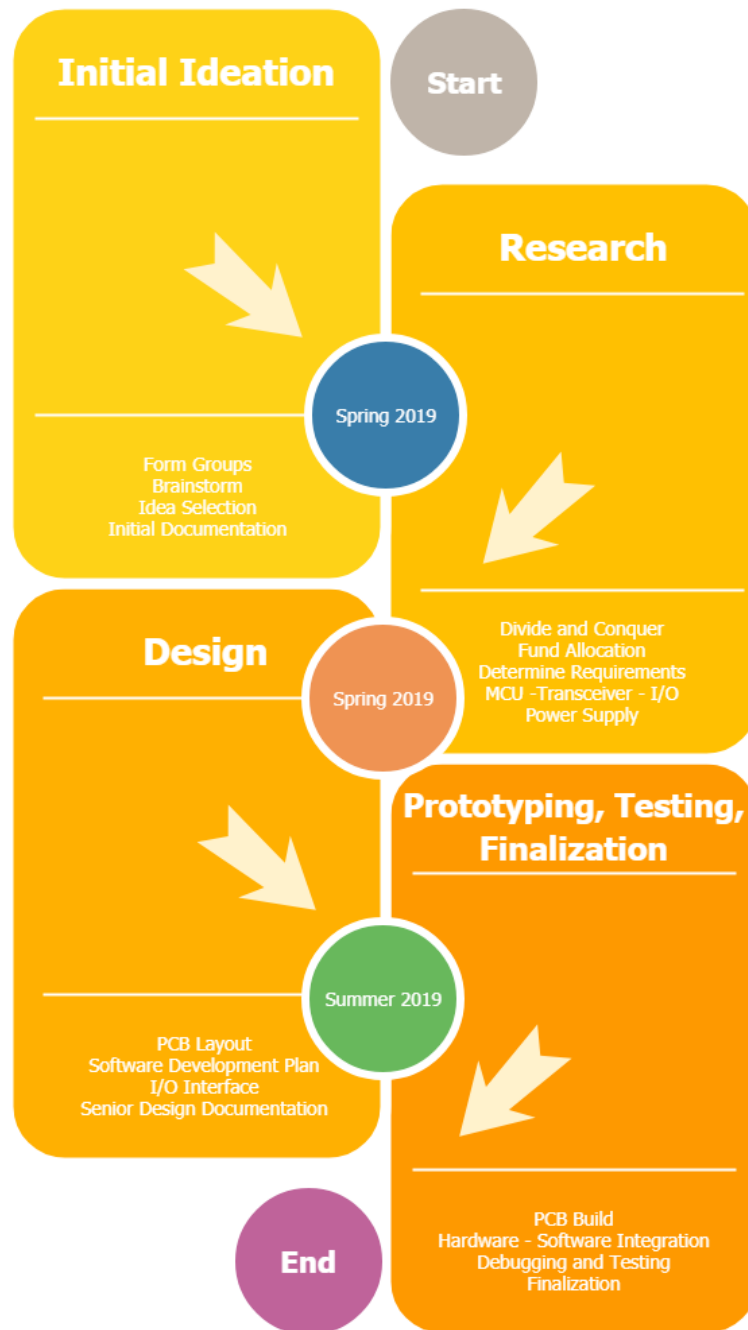 Start
Initial Ideation
Spring 2019
Form Groups
Brainstorm
Idea Selection
Initial Documentation
Research
Divide and Conquer
Fund Allocation
Determine Requirements
MCU -Transceiver - I/O
Power Supply
Spring 2019
Design
PCB Layout
Software Development Plan
I/O Interface
Senior Design Documentation
Summer 2019
Prototyping, Testing,
Finalization
PCB Build
Hardware - Software Integration
Debugging and Testing
Finalization
End